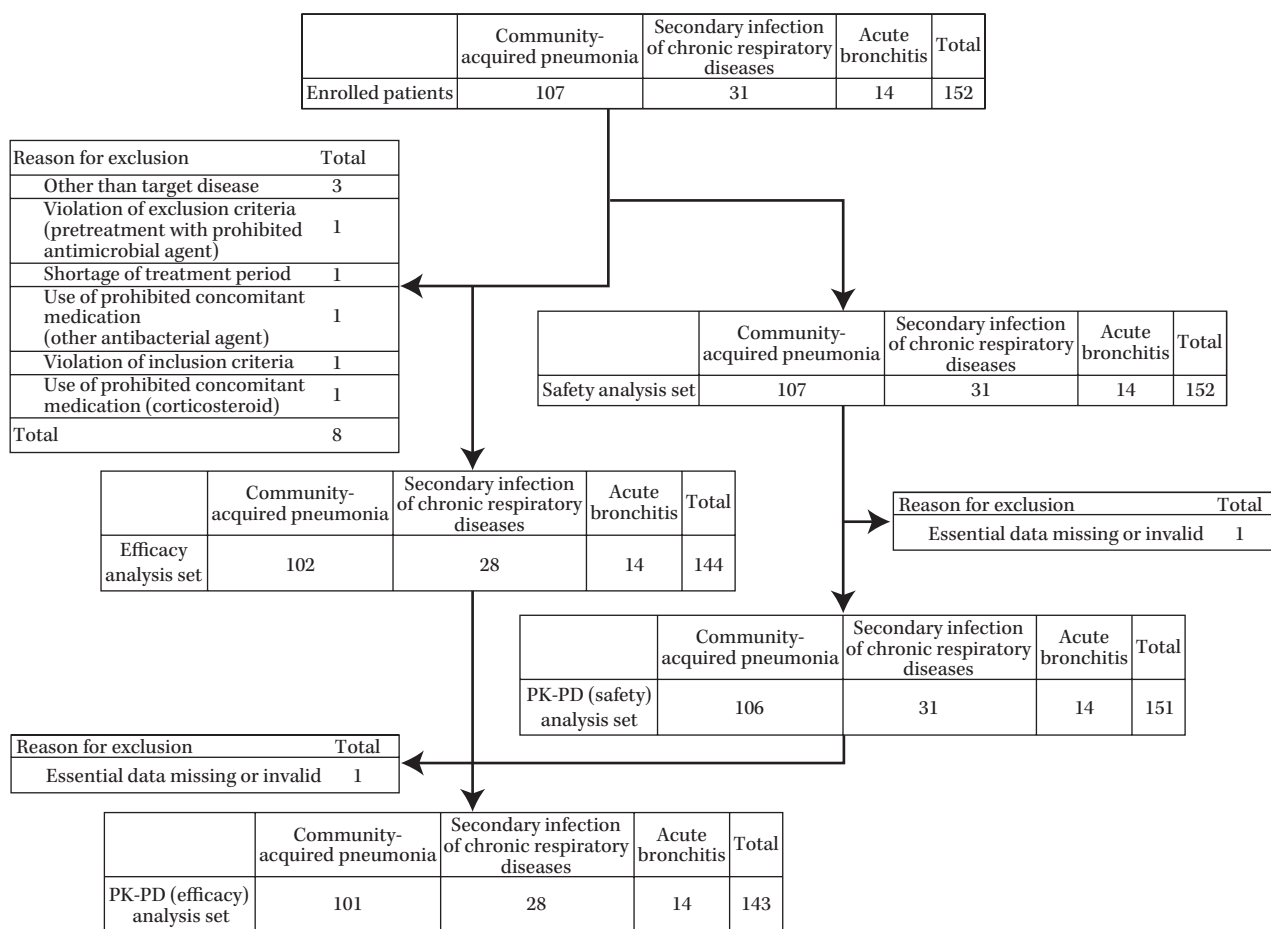 Community-acquired pneumonia
Secondary infection of chronic respiratory diseases
Acute bronchitis
Total
Enrolled patients 107 31 14 152
Reason for exclusion Total
Other than target disease 3
Violation of exclusion criteria
(pretreatment with prohibited 1
antimicrobial agent)
Shortage of treatment period 1
Use of prohibited concomitant
medication 1
(other antibacterial agent)
Violation of inclusion criteria 1
Use of prohibited concomitant 1
medication (corticosteroid)
Total 8
Community-acquired pneumonia
Secondary infection of chronic respiratory diseases
Acute bronchitis
Total
Safety analysis set 107 31 14 152
Community-acquired pneumonia
Secondary infection of chronic respiratory diseases
Acute bronchitis
Total
Efficacy analysis set 102 28 14 144
Reason for exclusion Total
Essential data missing or invalid 1
Community-acquired pneumonia
Secondary infection of chronic respiratory diseases
Acute bronchitis
Total
PK-PD (safety) analysis set 106 31 14 151
Reason for exclusion Total
Essential data missing or invalid 1
Community-acquired pneumonia
Secondary infection of chronic respiratory diseases
Acute bronchitis
Total
PK-PD (efficacy) analysis set 101 28 14 143